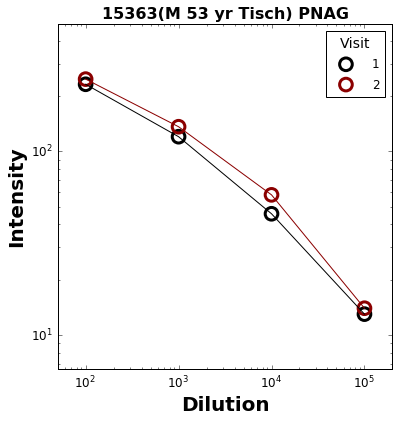 15363(M 53 yr Tisch) PNAG
Visit
1
2
Intensity
10²
10¹
10² 10³ 10⁴ 10⁵
Dilution